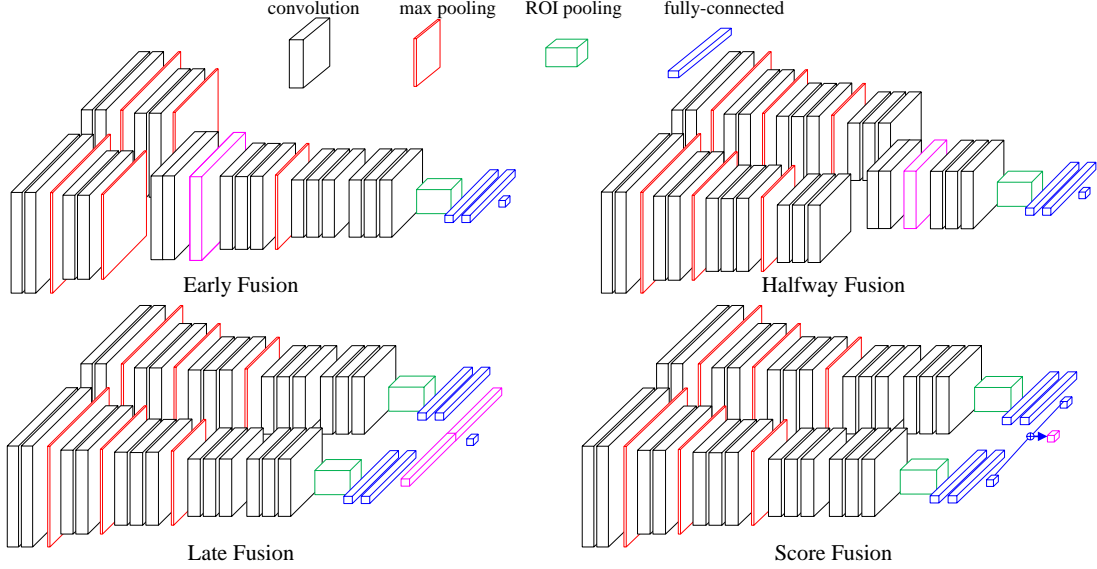 convolution max pooling ROI pooling fully-connected
Early Fusion Halfway Fusion
Late Fusion Score Fusion